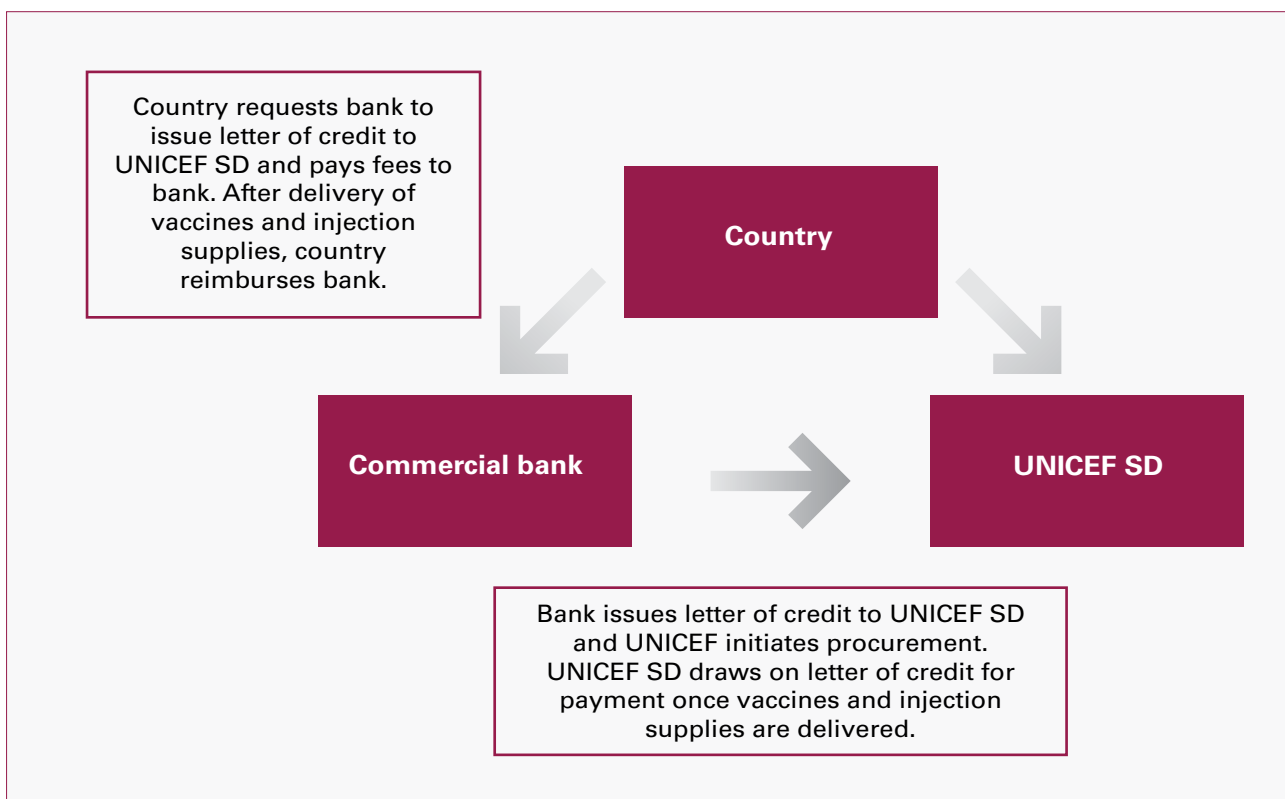 Country requests bank to
issue letter of credit to
UNICEF SD and pays fees to
bank. After delivery of
vaccines and injection
supplies, country
reimburses bank.
Country
Commercial bank
UNICEF SD
Bank issues letter of credit to UNICEF SD
and UNICEF initiates procurement.
UNICEF SD draws on letter of credit for
payment once vaccines and injection
supplies are delivered.